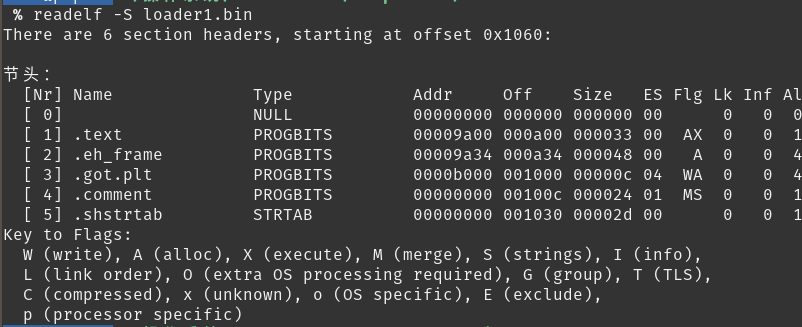 % readelf -S loader1.bin
There are 6 section headers, starting at offset 0x1060:
节头：
[Nr] Name Type Addr Off Size ES Flg Lk Inf Al
[ 0] NULL 00000000 000000 000000 00 0 0 0
[ 1] .text PROGBITS 00009a00 000a00 000033 00 AX 0 0 1
[ 2] .eh_frame PROGBITS 00009a34 000a34 000048 00 A 0 0 4
[ 3] .got.plt PROGBITS 0000b000 001000 00000c 04 WA 0 0 4
[ 4] .comment PROGBITS 00000000 00100c 000024 01 MS 0 0 1
[ 5] .shstrtab STRTAB 00000000 001030 00002d 00 0 0 1
Key to Flags:
W (write), A (alloc), X (execute), M (merge), S (strings), I (info),
L (link order), O (extra OS processing required), G (group), T (TLS),
C (compressed), x (unknown), o (OS specific), E (exclude),
p (processor specific)